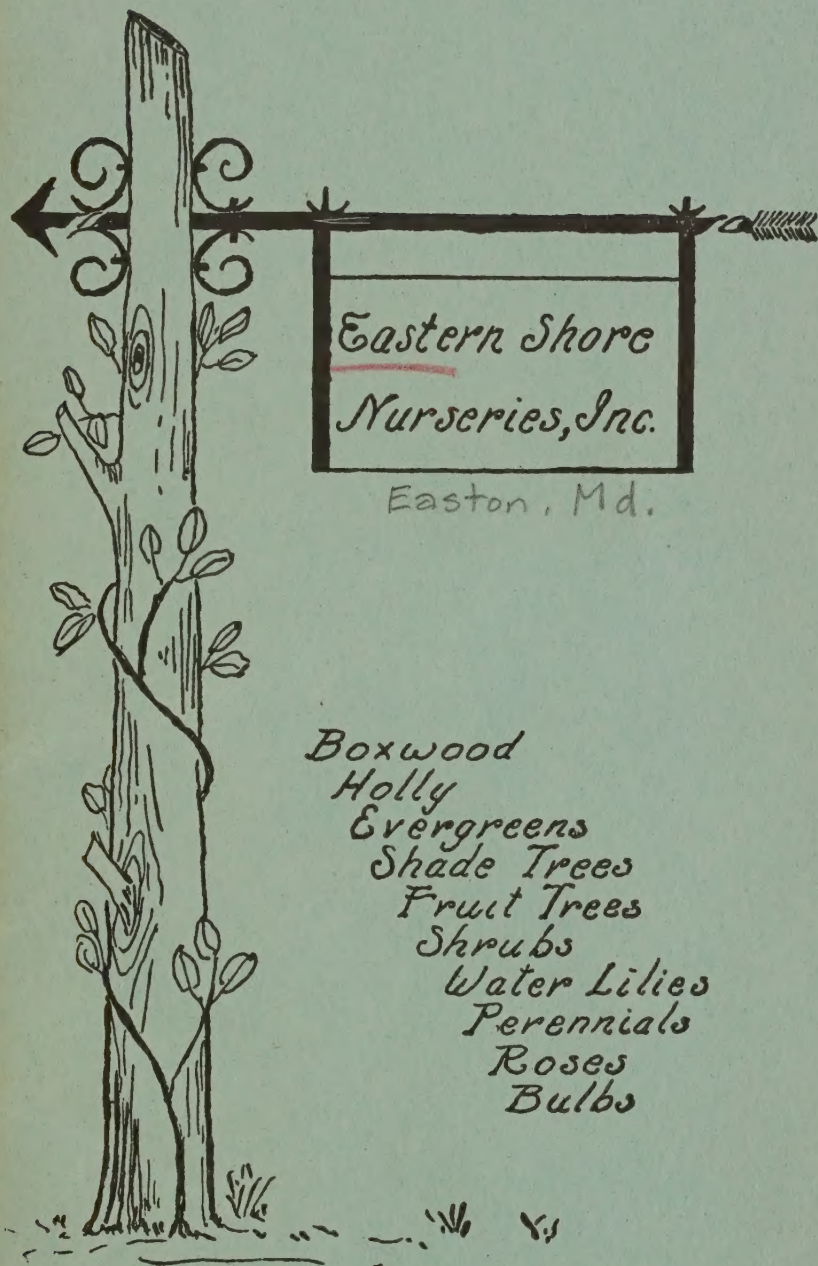 Eastern Shore
Nurseries, Inc.
Easton, Md.
Boxwood
Holly
Evergreens
Shade Trees
Fruit Trees
Shrubs
Water Lilies
Perennials
Roses
Bulbs